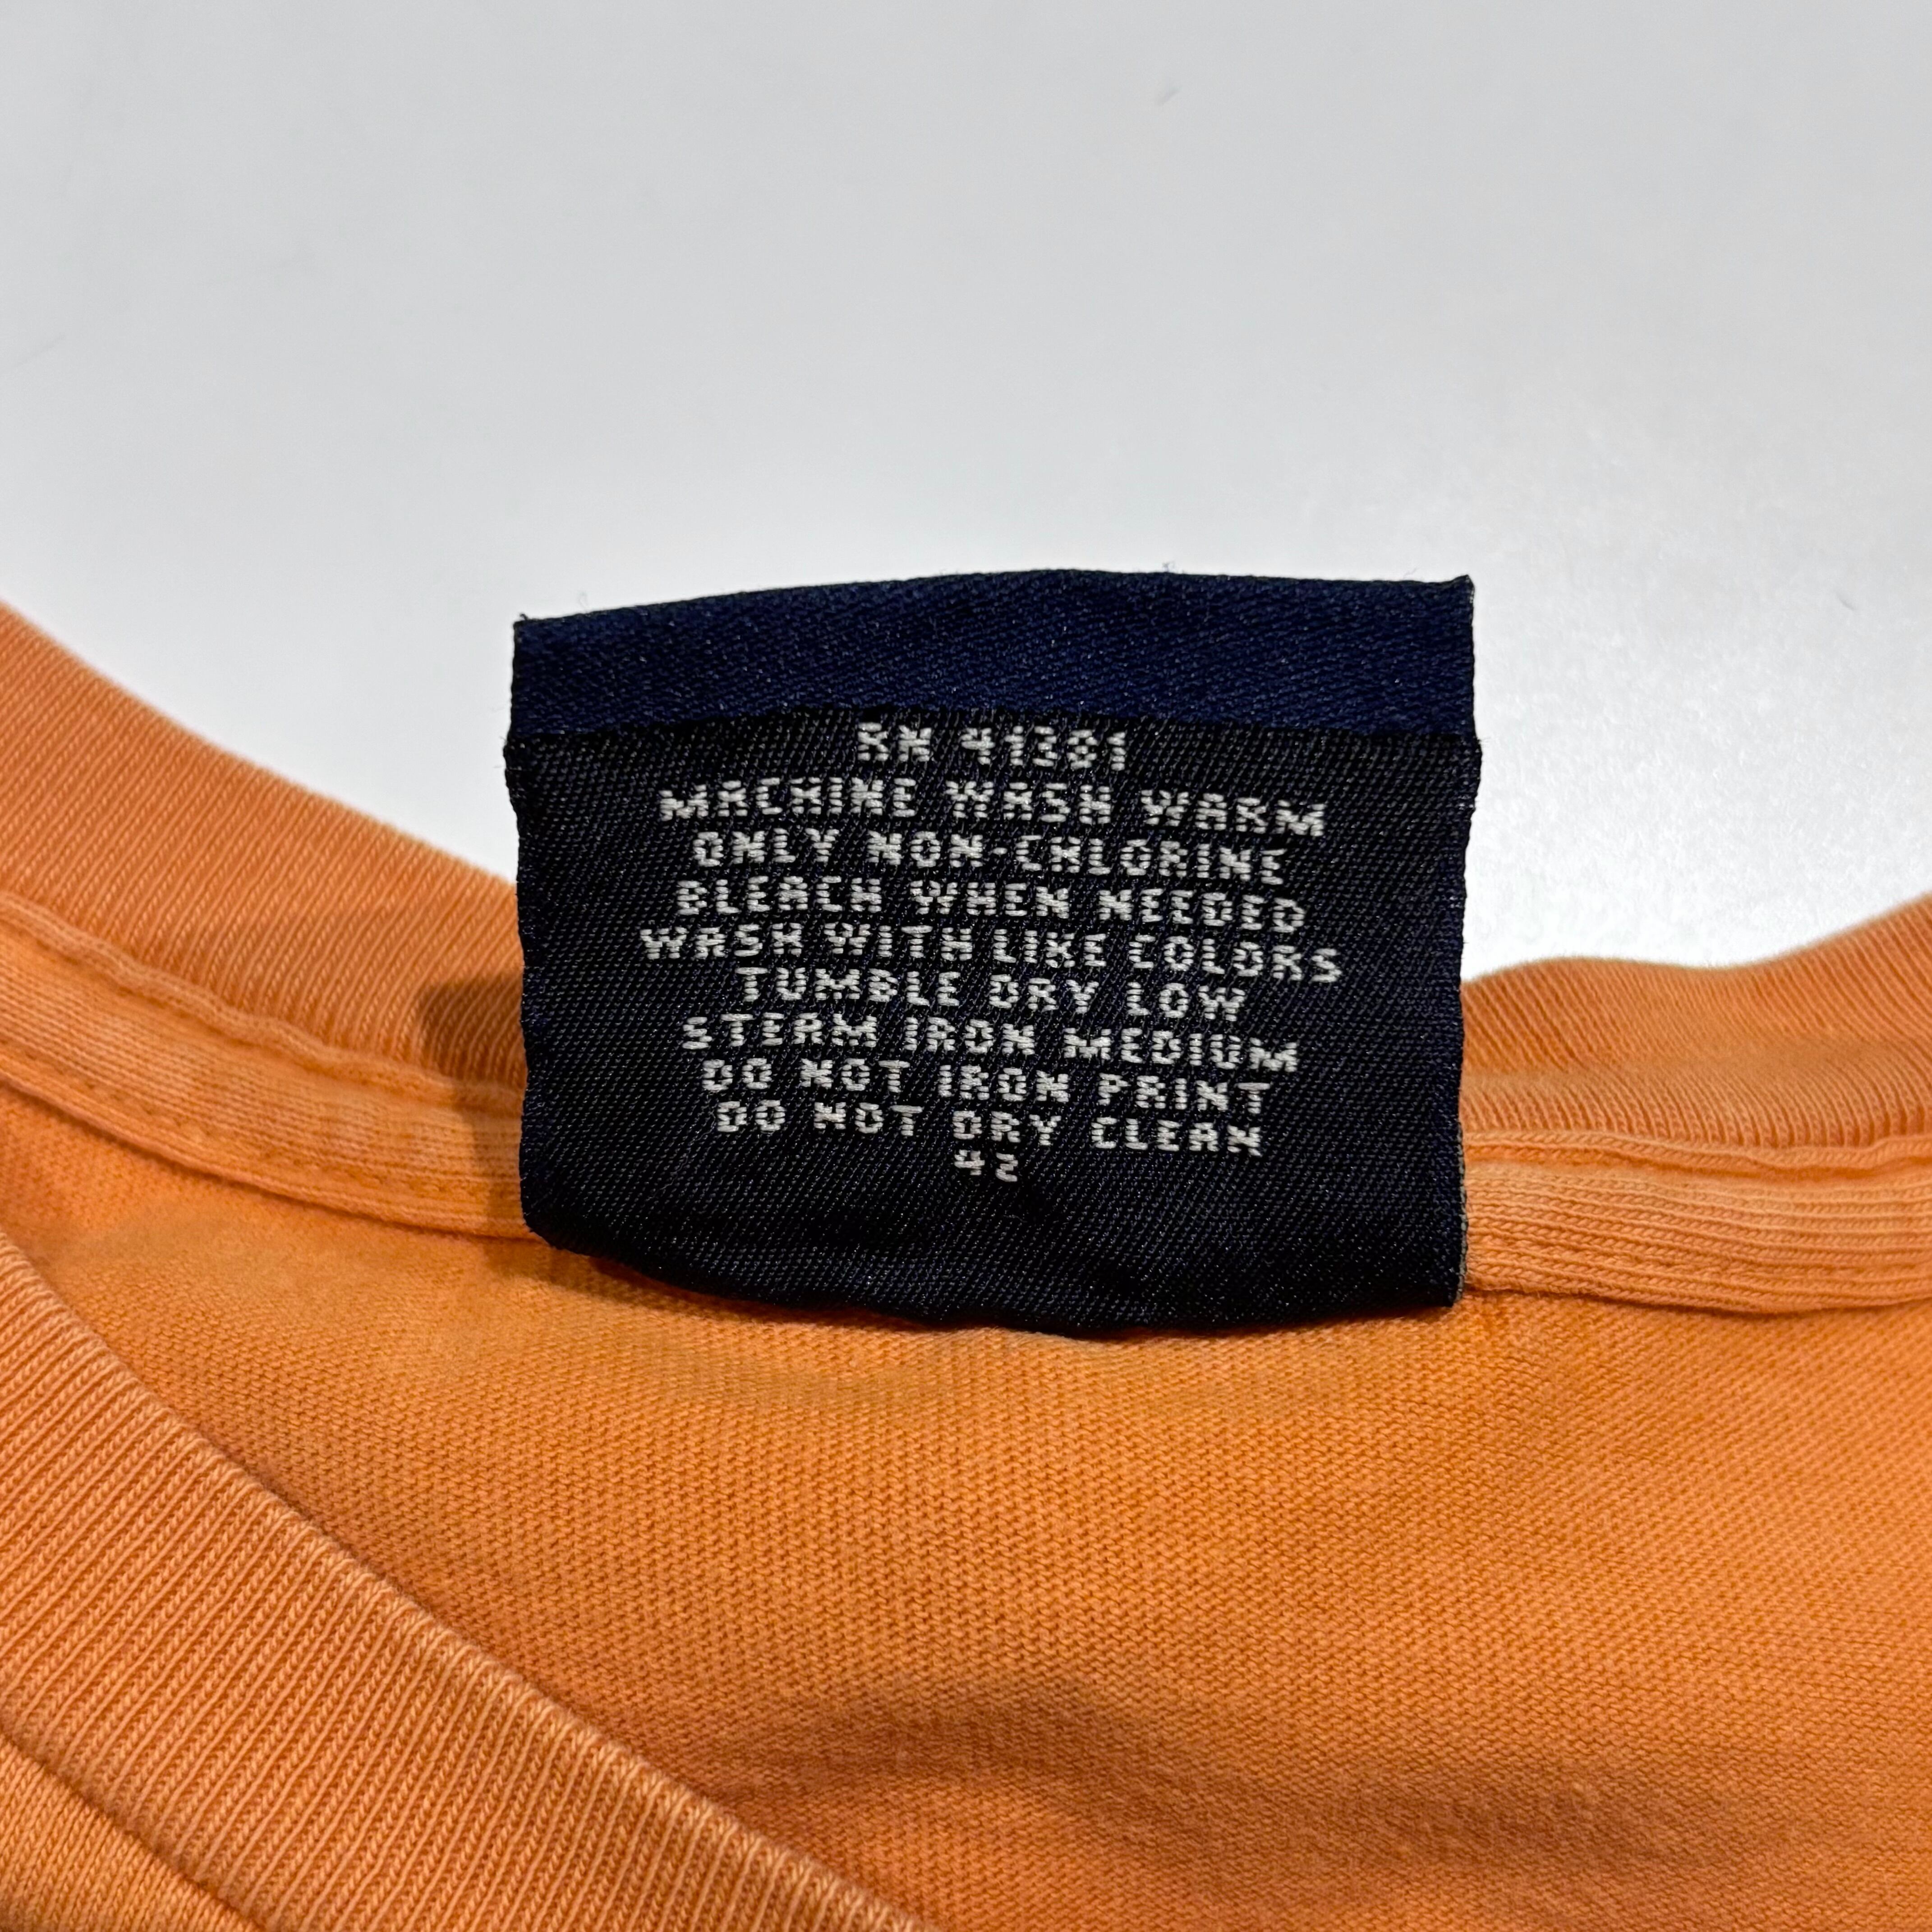 RN 41381
MACHINE WASH WARM
ONLY NON-CHLORINE
BLEACH WHEN NEEDED
WASH WITH LIKE COLORS
TUMBLE DRY LOW
STEAM IRON MEDIUM
DO NOT IRON PRINT
DO NOT DRY CLEAN
42